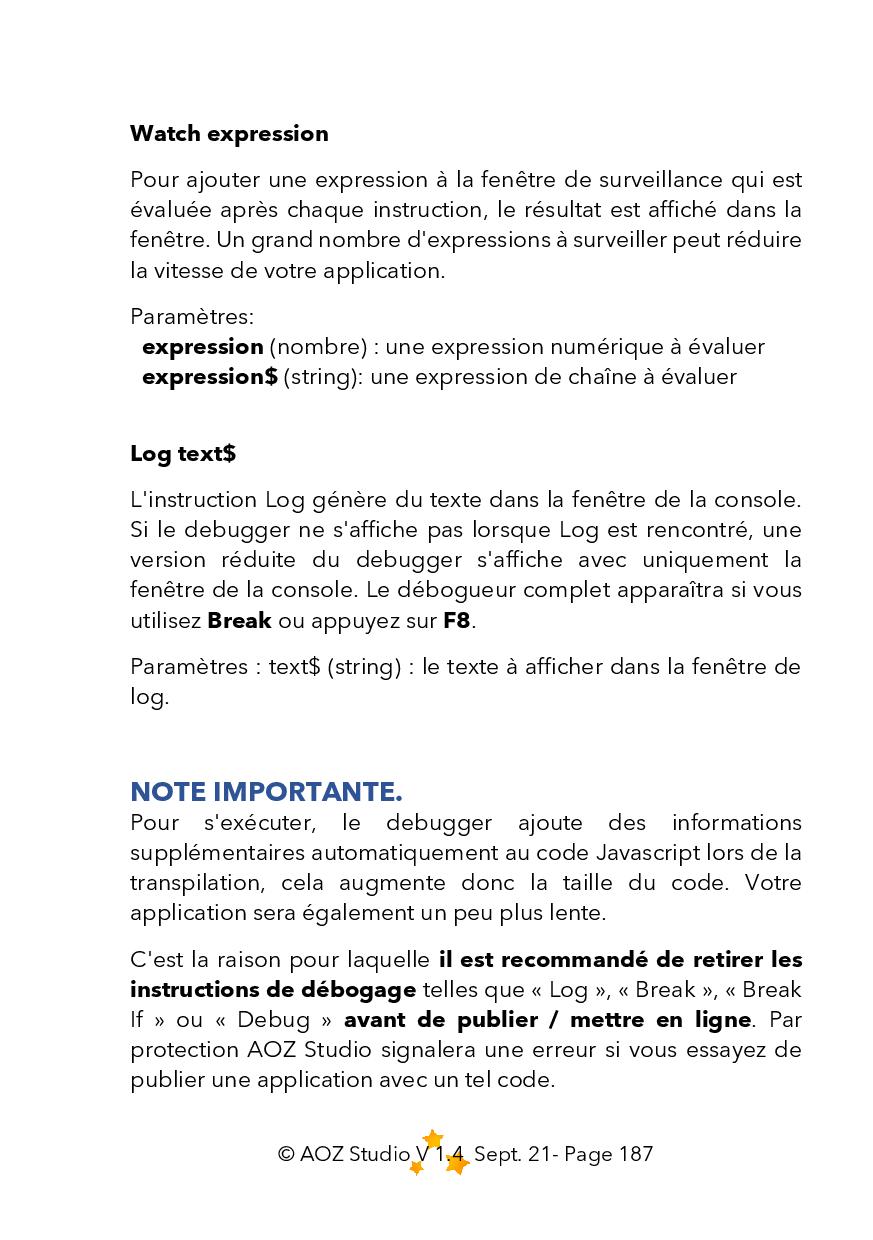 Watch expression
Pour ajouter une expression à la fenêtre de surveillance qui est
évaluée après chaque instruction, le résultat est affiché dans la
fenêtre. Un grand nombre d'expressions à surveiller peut réduire
la vitesse de votre application.
Paramètres:
expression (nombre) : une expression numérique à évaluer
expression$ (string): une expression de chaîne à évaluer
Log text$
L'instruction Log génère du texte dans la fenêtre de la console.
Si le debugger ne s'affiche pas lorsque Log est rencontré, une
version réduite du debugger s'affiche avec uniquement la
fenêtre de la console. Le débogueur complet apparaîtra si vous
utilisez Break ou appuyez sur F8.
Paramètres : text$ (string) : le texte à afficher dans la fenêtre de
log.
NOTE IMPORTANTE.
Pour s'exécuter, le debugger ajoute des informations
supplémentaires automatiquement au code Javascript lors de la
transpilation, cela augmente donc la taille du code. Votre
application sera également un peu plus lente.
C'est la raison pour laquelle il est recommandé de retirer les
instructions de débogage telles que « Log », « Break », « Break
If » ou « Debug » avant de publier / mettre en ligne. Par
protection AOZ Studio signalera une erreur si vous essayez de
publier une application avec un tel code.
© AOZ Studio V 1.4 Sept. 21- Page 187